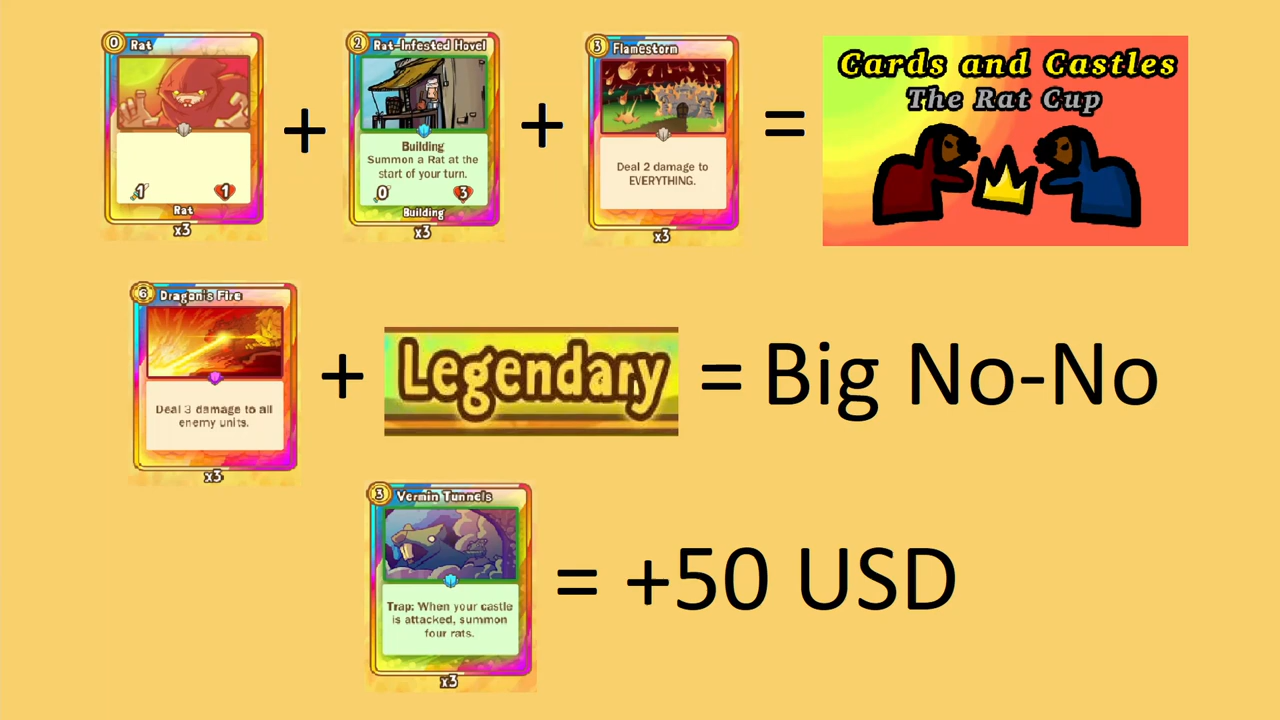 0 Rat
1 1
Rat
x3
+
2 Rat-Infested Hovel
Building
Summon a Rat at the
start of your turn.
0 3
Building
x3
+
3 Flamestorm
Deal 2 damage to
EVERYTHING.
x3
=
Cards and Castles
The Rat Cup
6 Dragon's Fire
Deal 3 damage to all
enemy units.
x3
+
Legendary
= Big No-No
3 Vermin Tunnels
Trap: When your castle
is attacked, summon
four rats.
x3
= +50 USD